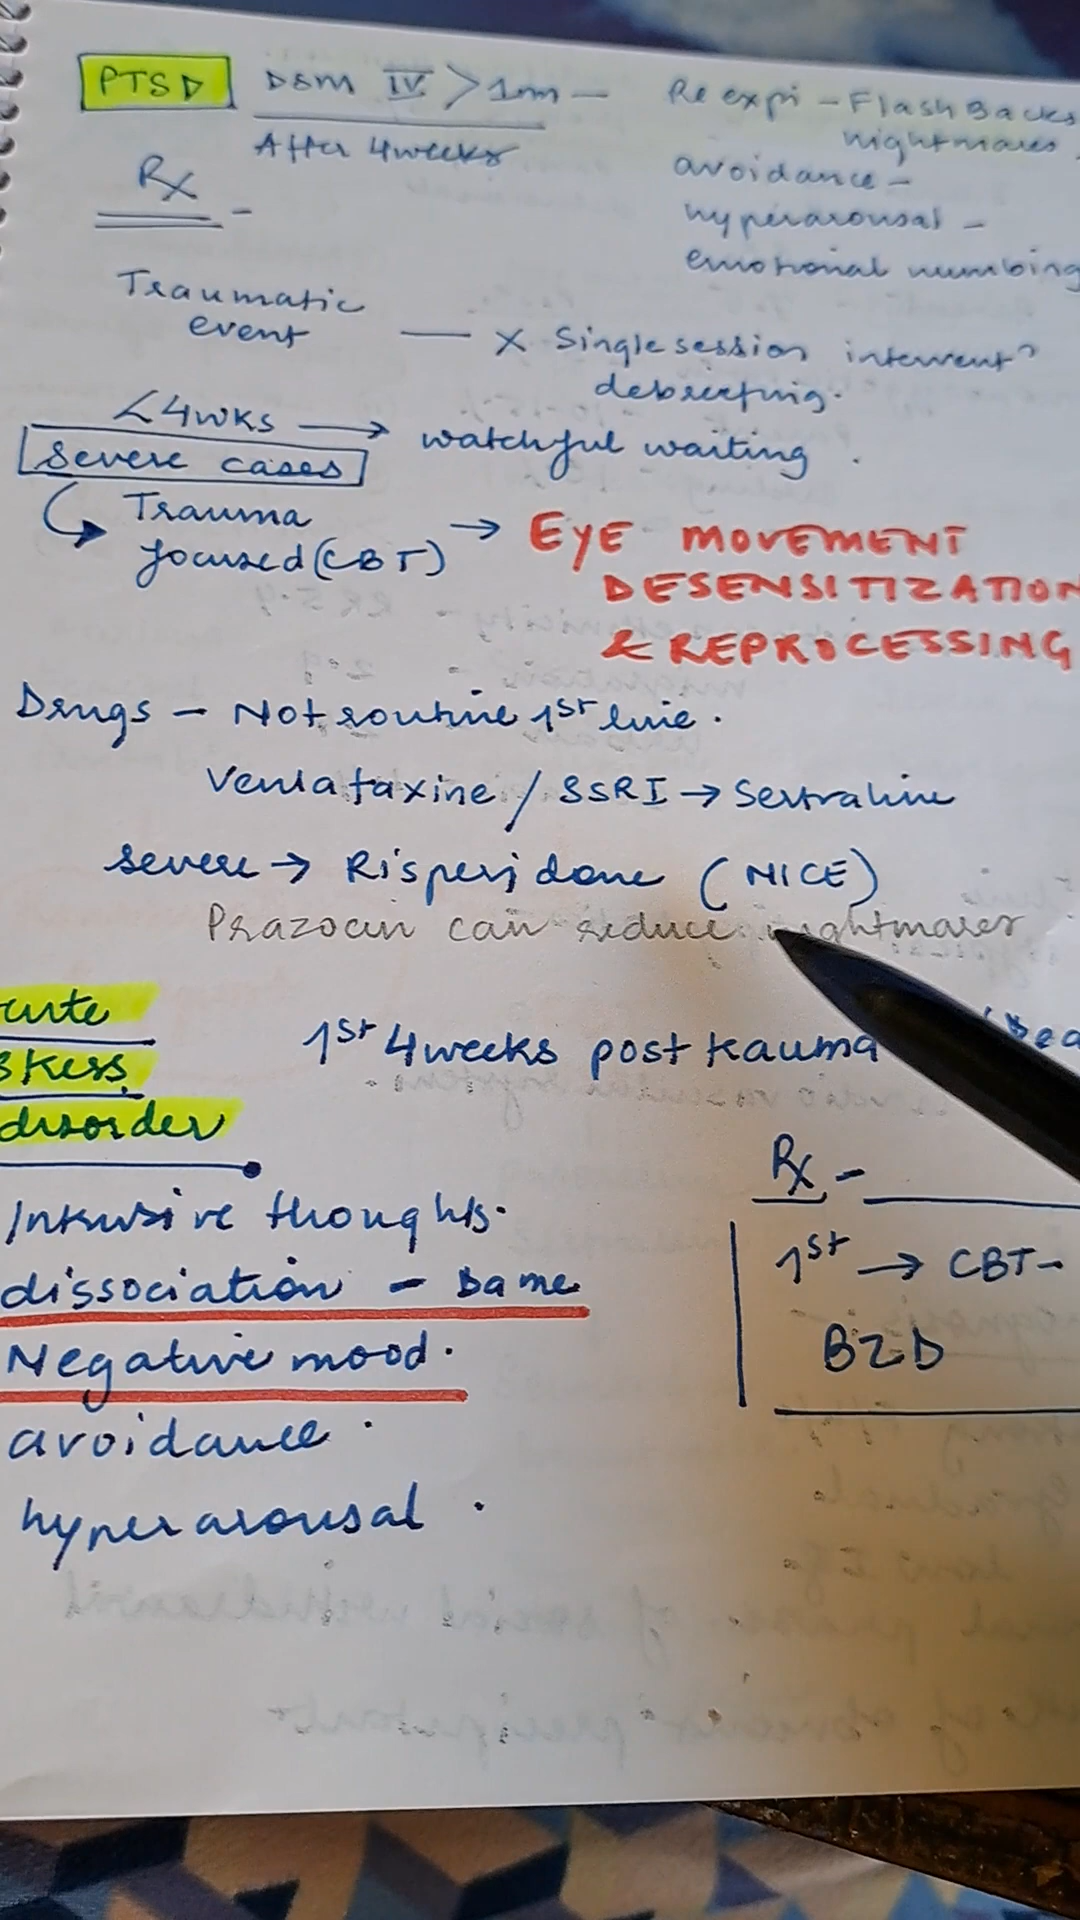 PTSD DSM IV > 1m — Re expi - Flash Backs
nightmares
After 4weeks
avoidance -
Rx -
hyperarousal -
emotional numbing
Traumatic
event — x Single session intervent?
debriefing.
<4wks → watchful waiting.
Severe cases
Trauma
focused (CBT) → EYE MOVEMENT
DESENSITIZATION
& REPROCESSING
Drugs - Not routine 1st line.
Venlafaxine / SSRI → Sertraline
severe → Risperidone (NICE)
Prazocin can reduce nightmares
1st 4weeks post trauma
disorder
Rx -
Intrusive thoughts.
1st → CBT-
dissociation -
BZD
Negative mood.
avoidance.
hyperarousal.